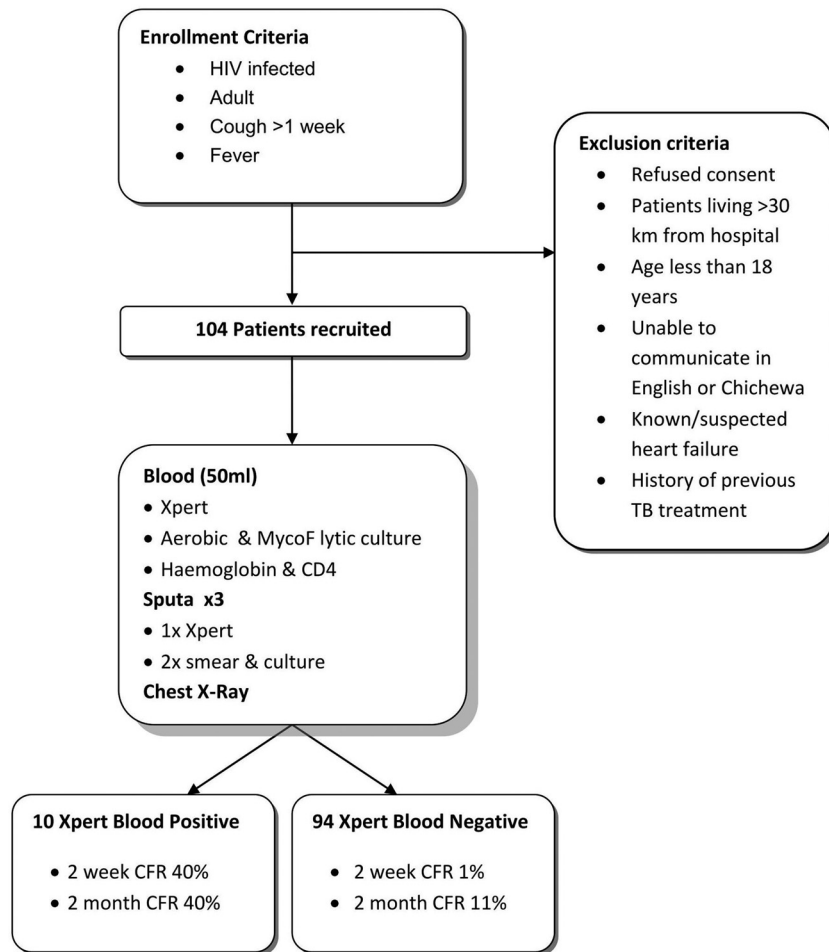 Enrollment Criteria
• HIV infected
• Adult
• Cough >1 week
• Fever
Exclusion criteria
• Refused consent
• Patients living >30
km from hospital
• Age less than 18
years
• Unable to
communicate in
English or Chichewa
• Known/suspected
heart failure
• History of previous
TB treatment
104 Patients recruited
Blood (50ml)
• Xpert
• Aerobic & MycoF lytic culture
• Haemoglobin & CD4
Sputa x3
• 1x Xpert
• 2x smear & culture
Chest X-Ray
10 Xpert Blood Positive
• 2 week CFR 40%
• 2 month CFR 40%
94 Xpert Blood Negative
• 2 week CFR 1%
• 2 month CFR 11%